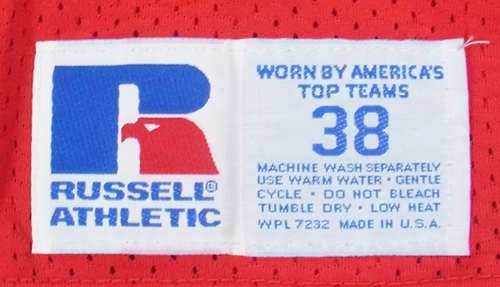 R
RUSSELL®
ATHLETIC
WORN BY AMERICA'S
TOP TEAMS
38
MACHINE WASH SEPARATELY
USE WARM WATER · GENTLE
CYCLE · DO NOT BLEACH
TUMBLE DRY · LOW HEAT
WPL 7232 MADE IN U.S.A.